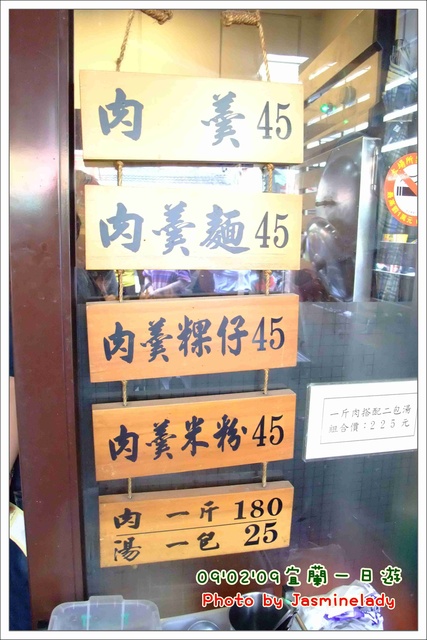 肉羹45
肉羹麵45
肉羹粿仔45
肉羹米粉45
肉一斤180
湯一包25
一斤肉搭配二包湯
組合價：225元
09'02'09宜蘭一日遊
Photo by Jasminelady